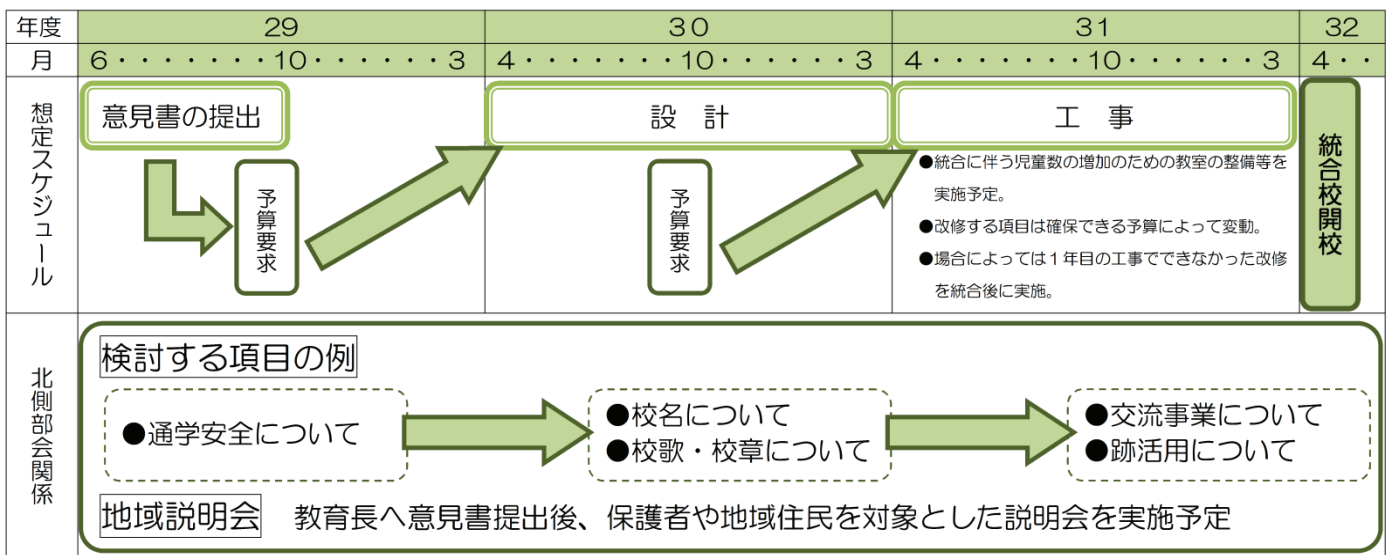 年度 29 30 31 32
月 6・・・・・・・10・・・・・・3 4・・・・・・・10・・・・・・3 4・・・・・・・10・・・・・・3 4・・
想定スケジュール
意見書の提出
予算要求
設　計
予算要求
工　事
●統合に伴う児童数の増加のための教室の整備等を
実施予定。
●改修する項目は確保できる予算によって変動。
●場合によっては１年目の工事でできなかった改修
を統合後に実施。
統合校開校
北側部会関係
検討する項目の例
●通学安全について
●校名について
●校歌・校章について
●交流事業について
●跡活用について
地域説明会　教育長へ意見書提出後、保護者や地域住民を対象とした説明会を実施予定